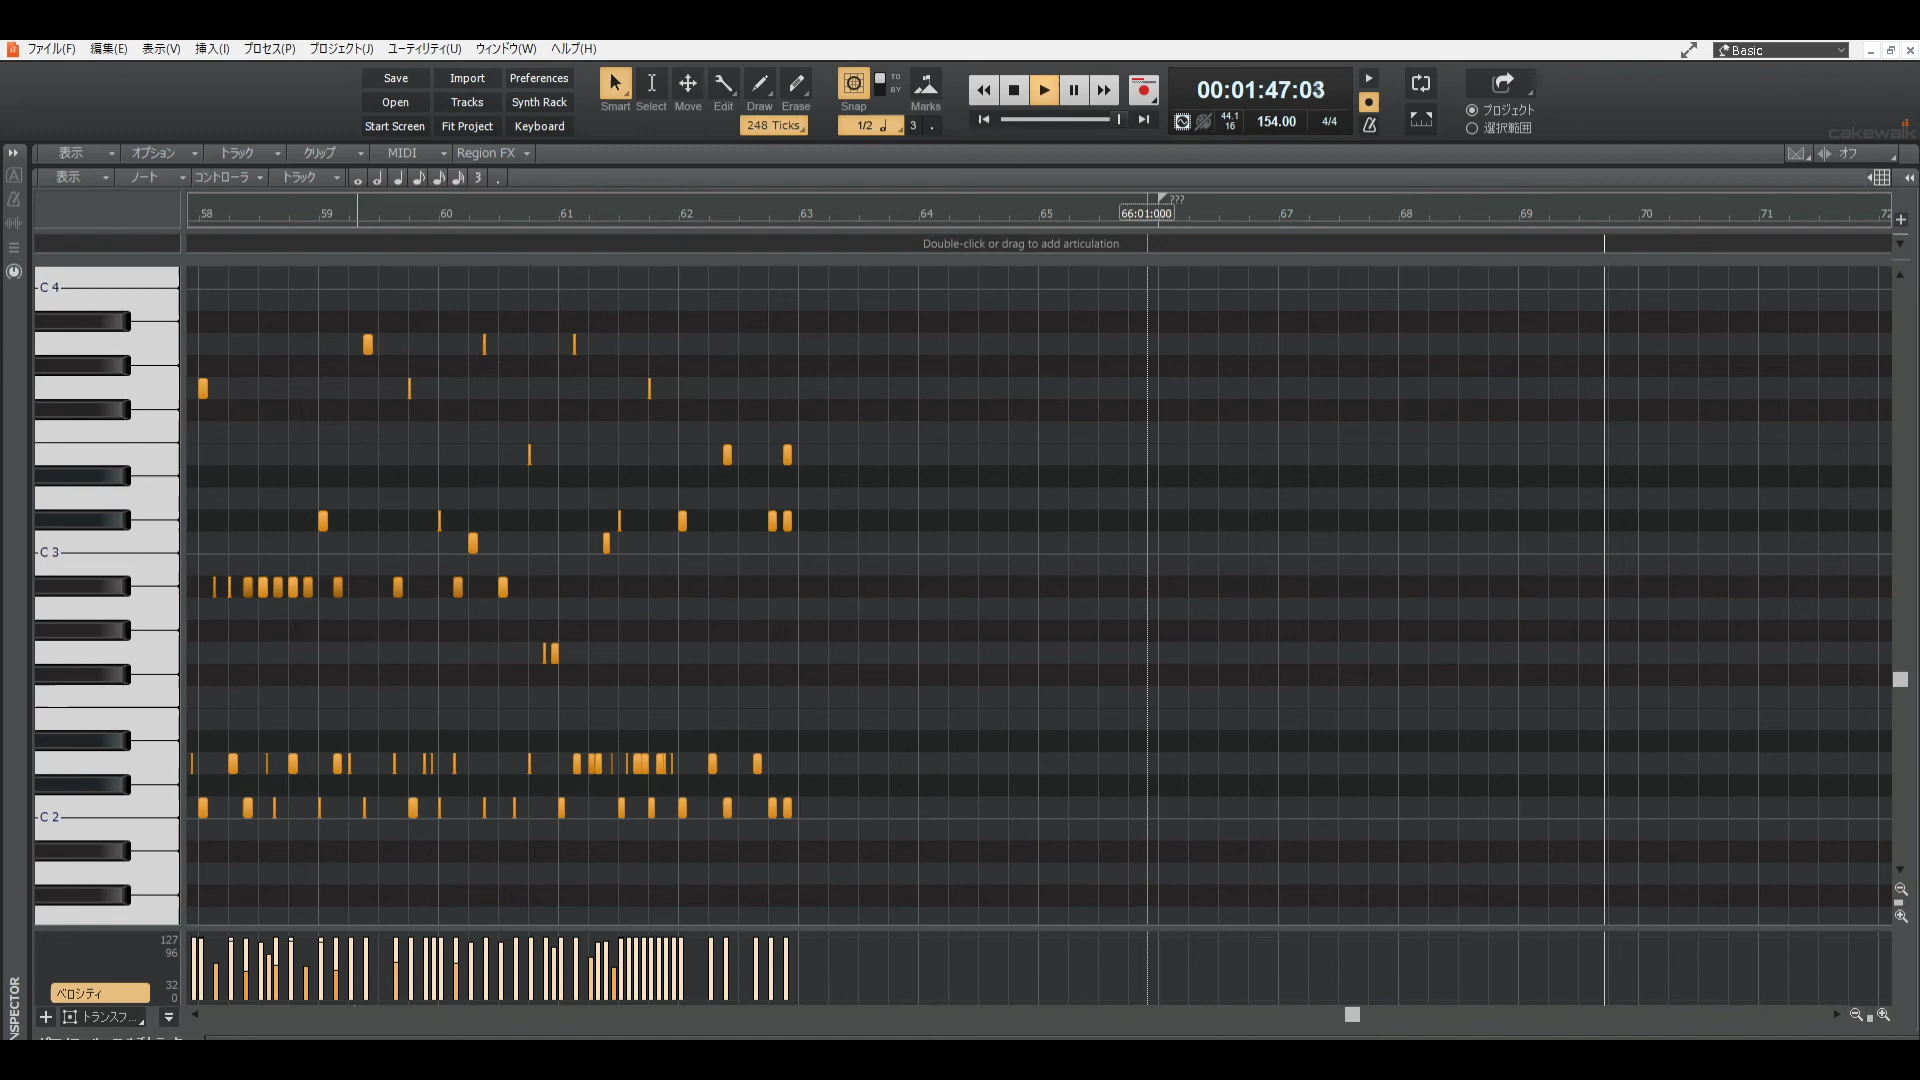 ファイル(F) 編集(E) 表示(V) 挿入(I) プロセス(P) プロジェクト(J) ユーティリティ(U) ウィンドウ(W) ヘルプ(H) Basic
Save Import Preferences
Open Tracks Synth Rack
Start Screen Fit Project Keyboard
Smart Select Move Edit Draw Erase Snap Marks
TO
BY
248 Ticks 1/2 3 .
00:01:47:03
44.1
16
154.00 4/4
プロジェクト
選択範囲
cakewalk
表示 オプション トラック クリップ MIDI Region FX オフ
表示 ノート コントローラ トラック 3 .
???
58 59 60 61 62 63 64 65 66:01:000 67 68 69 70 71 72
Double-click or drag to add articulation
C 4
C 3
C 2
127
96
32
0
ベロシティ
トランスフ...
NSPECTOR